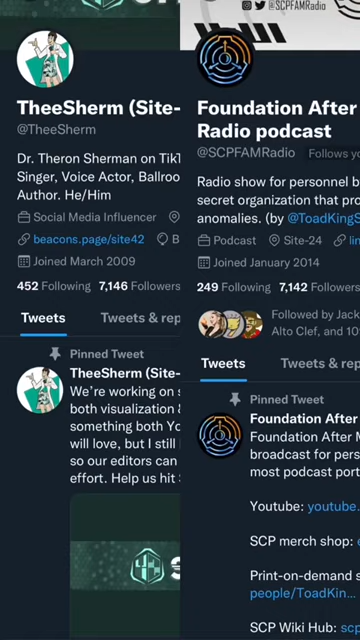 TheeSherm (Site-
@TheeSherm
Dr. Theron Sherman on TikT
Singer, Voice Actor, Ballroo
Author. He/Him
Social Media Influencer
beacons.page/site42
Joined March 2009
452 Following 7,146 Followers
Tweets Tweets & rep
Pinned Tweet
TheeSherm (Site-
We're working on s
both visualization &
something both Yo
will love, but I still
so our editors can
effort. Help us hit
@SCPFAMRadio
Foundation After
Radio podcast
@SCPFAMRadio Follows yo
Radio show for personnel b
secret organization that pro
anomalies. (by @ToadKingS
Podcast Site-24 lin
Joined January 2014
249 Following 7,142 Followers
Followed by Jack
Alto Clef, and 10
Tweets Tweets & rep
Pinned Tweet
Foundation After
Foundation After M
broadcast for pers
most podcast port
Youtube: youtube.
SCP merch shop:
Print-on-demand s
people/ToadKin...
SCP Wiki Hub: scp